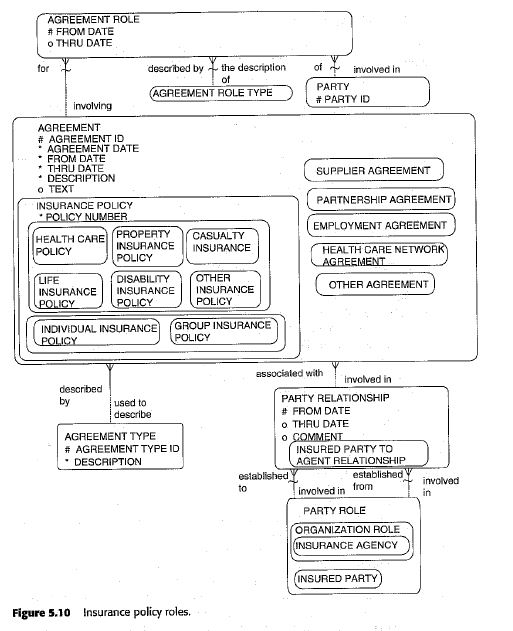 AGREEMENT ROLE
# FROM DATE
o THRU DATE
for
described by
the description
of
of
involved in
AGREEMENT ROLE TYPE
PARTY
# PARTY ID
involving
AGREEMENT
# AGREEMENT ID
* AGREEMENT DATE
* FROM DATE
* THRU DATE
* DESCRIPTION
o TEXT
INSURANCE POLICY
* POLICY NUMBER
HEALTH CARE
POLICY
PROPERTY
INSURANCE
POLICY
CASUALTY
INSURANCE
LIFE
INSURANCE
POLICY
DISABILITY
INSURANCE
POLICY
OTHER
INSURANCE
POLICY
INDIVIDUAL INSURANCE
POLICY
GROUP INSURANCE
POLICY
SUPPLIER AGREEMENT
PARTNERSHIP AGREEMENT
EMPLOYMENT AGREEMENT
HEALTH CARE NETWORK
AGREEMENT
OTHER AGREEMENT
described
by
used to
describe
AGREEMENT TYPE
# AGREEMENT TYPE ID
* DESCRIPTION
associated with
involved in
PARTY RELATIONSHIP
# FROM DATE
o THRU DATE
o COMMENT
INSURED PARTY TO
AGENT RELATIONSHIP
established
to
involved in
established
from
involved
in
PARTY ROLE
ORGANIZATION ROLE
INSURANCE AGENCY
INSURED PARTY
Figure 5.10 Insurance policy roles.